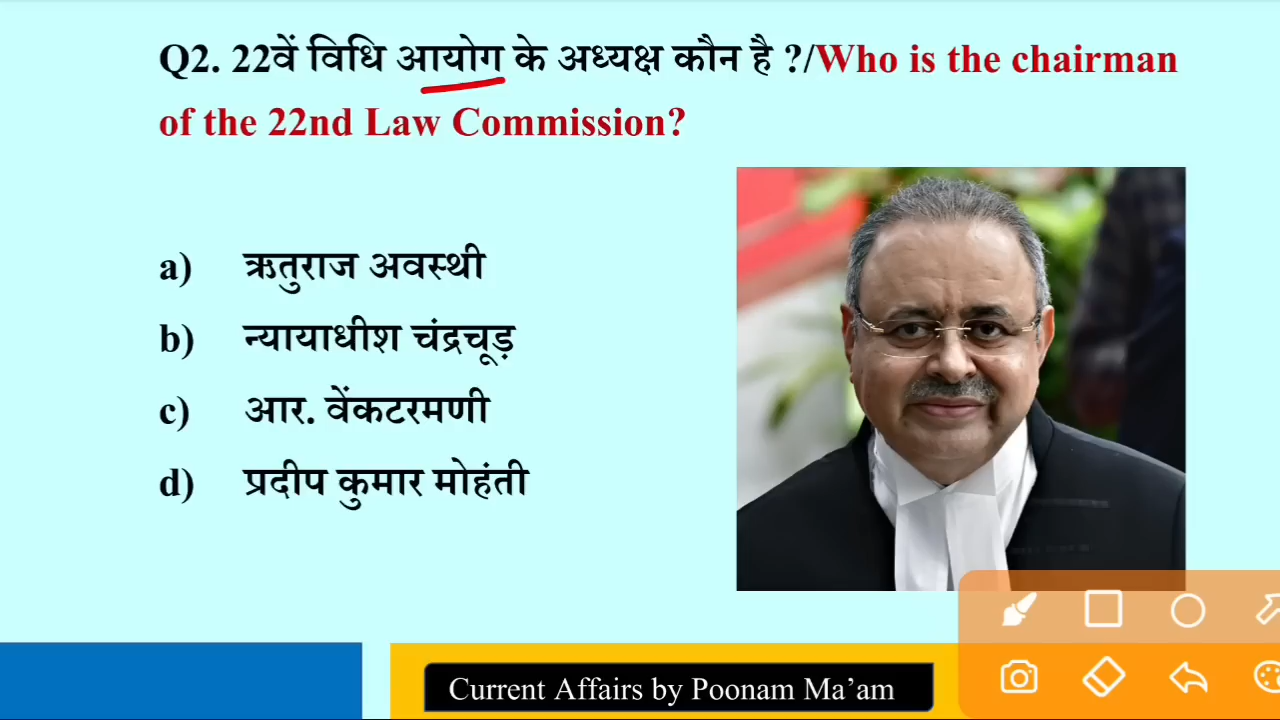 Q2. 22वें विधि आयोग के अध्यक्ष कौन है ?/Who is the chairman
of the 22nd Law Commission?
a) ऋतुराज अवस्थी
b) न्यायाधीश चंद्रचूड़
c) आर. वेंकटरमणी
d) प्रदीप कुमार मोहंती
Current Affairs by Poonam Ma’am